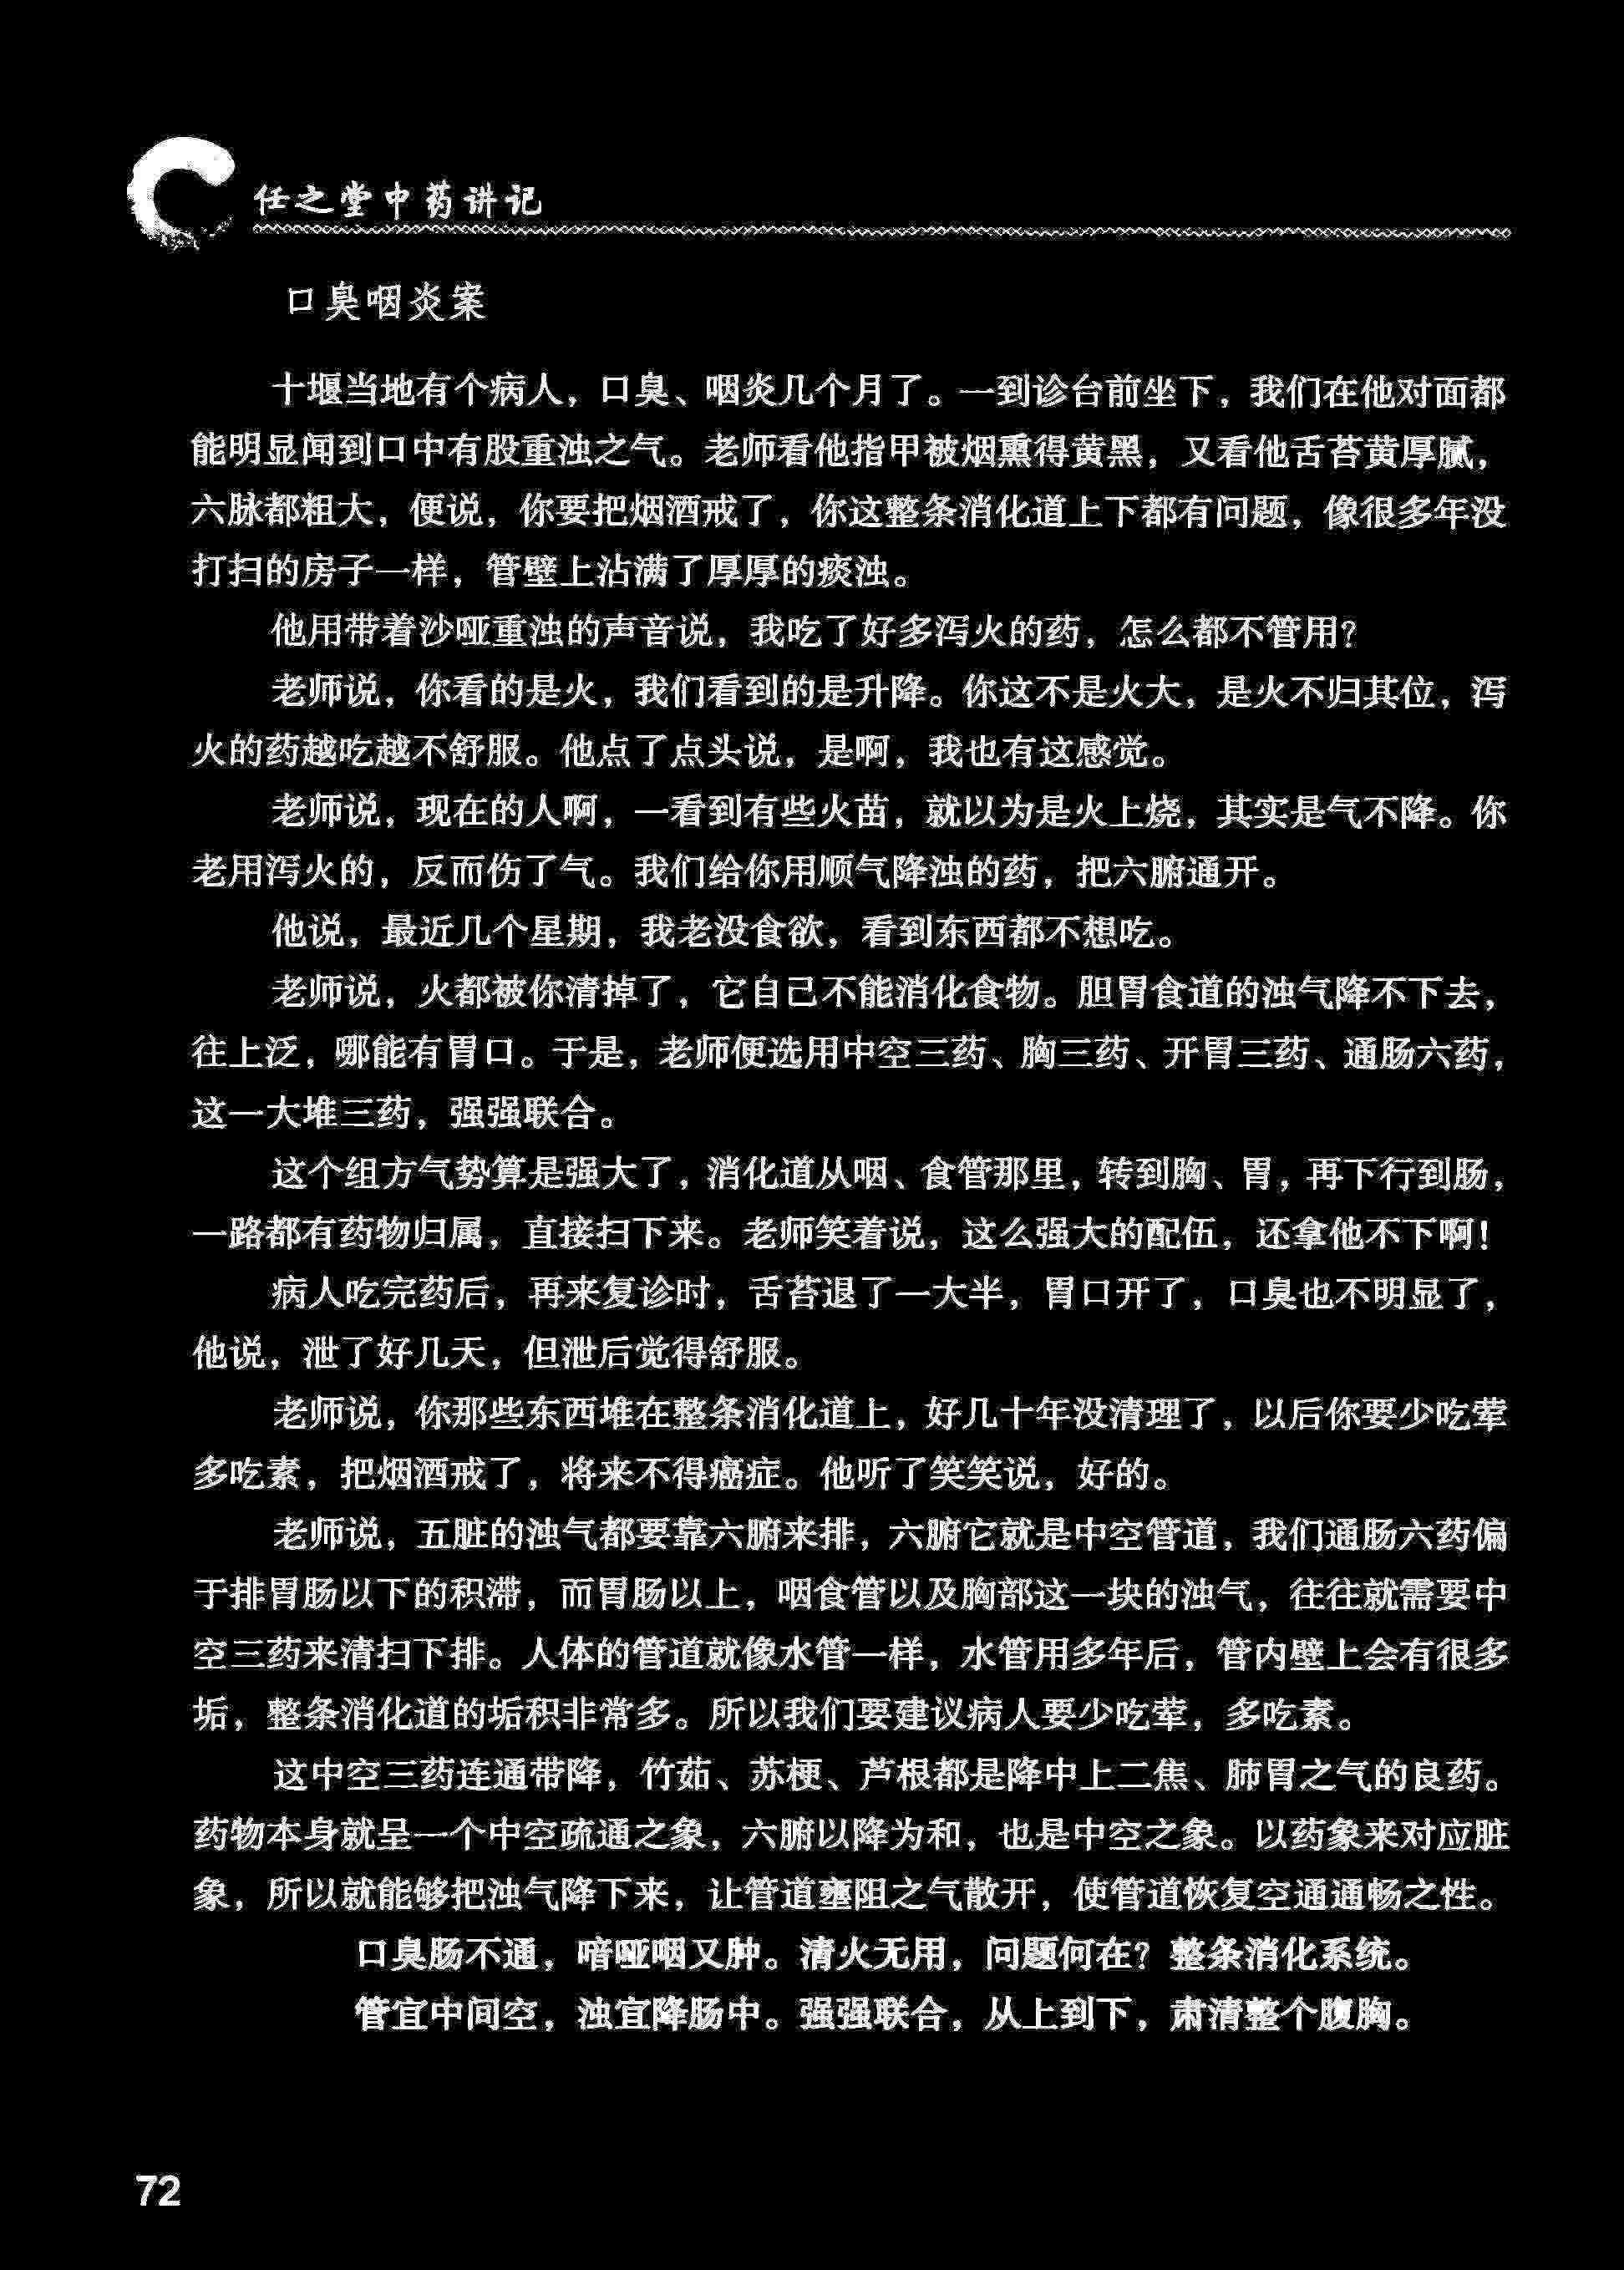 任之堂中药讲记
口臭咽炎案
十堰当地有个病人，口臭、咽炎几个月了。一到诊台前坐下，我们在他对面都
能明显闻到口中有股重浊之气。老师看他指甲被烟熏得黄黑，又看他舌苔黄厚腻，
六脉都粗大，便说，你要把烟酒戒了，你这整条消化道上下都有问题，像很多年没
打扫的房子一样，管壁上沾满了厚厚的痰浊。
他用带着沙哑重浊的声音说，我吃了好多泻火的药，怎么都不管用？
老师说，你看的是火，我们看到的是升降。你这不是火大，是火不归其位，泻
火的药越吃越不舒服。他点了点头说，是啊，我也有这感觉。
老师说，现在的人啊，一看到有些火苗，就以为是火上烧，其实是气不降。你
老用泻火的，反而伤了气。我们给你用顺气降浊的药，把六腑通开。
他说，最近几个星期，我老没食欲，看到东西都不想吃。
老师说，火都被你清掉了，它自己不能消化食物。胆胃食道的浊气降不下去，
往上泛，哪能有胃口。于是，老师便选用中空三药、胸三药、开胃三药、通肠六药，
这一大堆三药，强强联合。
这个组方气势算是强大了，消化道从咽、食管那里，转到胸、胃，再下行到肠，
一路都有药物归属，直接扫下来。老师笑着说，这么强大的配伍，还拿他不下啊！
病人吃完药后，再来复诊时，舌苔退了一大半，胃口开了，口臭也不明显了，
他说，泄了好几天，但泄后觉得舒服。
老师说，你那些东西堆在整条消化道上，好几十年没清理了，以后你要少吃荤
多吃素，把烟酒戒了，将来不得癌症。他听了笑笑说，好的。
老师说，五脏的浊气都要靠六腑来排，六腑它就是中空管道，我们通肠六药偏
于排胃肠以下的积滞，而胃肠以上，咽食管以及胸部这一块的浊气，往往就需要中
空三药来清扫下排。人体的管道就像水管一样，水管用多年后，管内壁上会有很多
垢，整条消化道的垢积非常多。所以我们要建议病人要少吃荤，多吃素。
这中空三药连通带降，竹茹、苏梗、芦根都是降中上二焦、肺胃之气的良药。
药物本身就呈一个中空疏通之象，六腑以降为和，也是中空之象。以药象来对应脏
象，所以就能够把浊气降下来，让管道壅阻之气散开，使管道恢复空通通畅之性。
口臭肠不通，喑哑咽又肿。清火无用，问题何在？整条消化系统。
管宜中间空，浊宜降肠中。强强联合，从上到下，肃清整个腹胸。
72